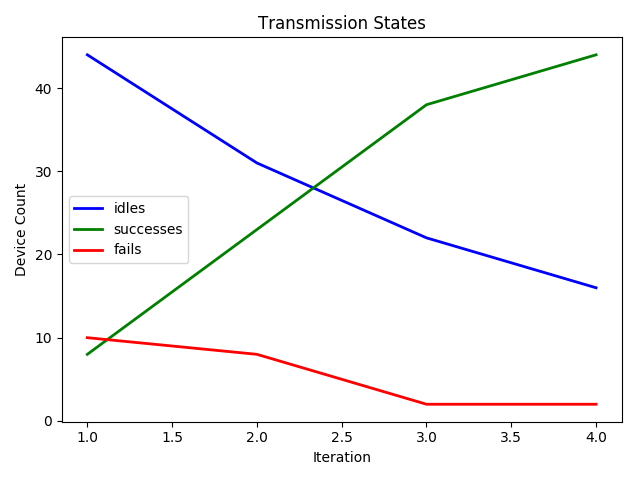 Transmission States
Device Count
40
30
20
10
0
idles
successes
fails
1.0 1.5 2.0 2.5 3.0 3.5 4.0
Iteration